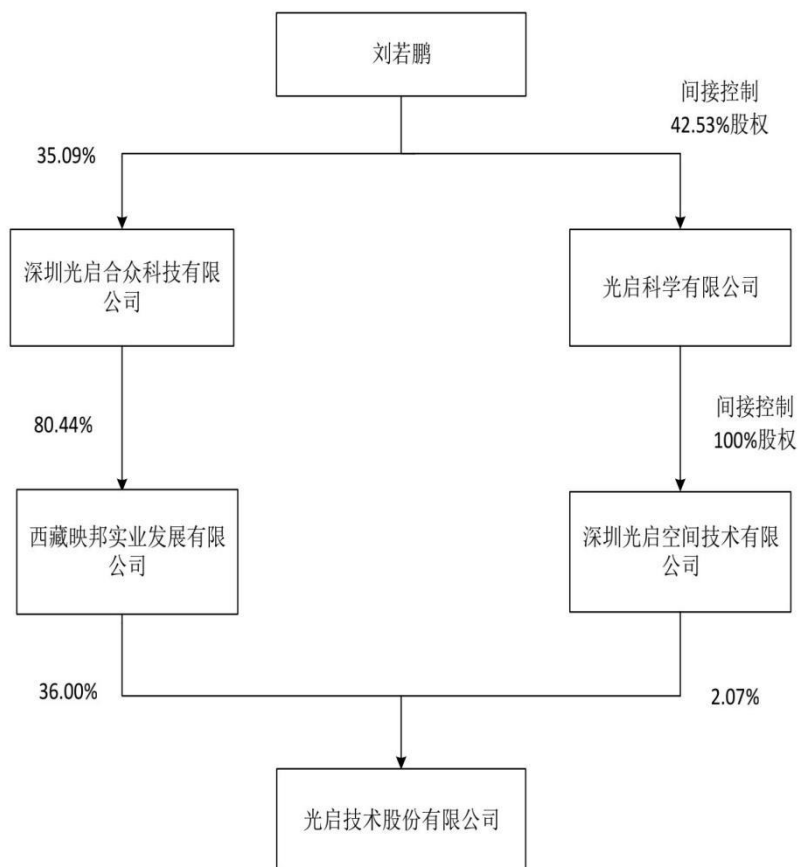 刘若鹏
间接控制
42.53%股权
35.09%
深圳光启合众科技有限
公司
光启科学有限公司
80.44%
间接控制
100%股权
西藏映邦实业发展有限
公司
深圳光启空间技术有限
公司
36.00%
2.07%
光启技术股份有限公司